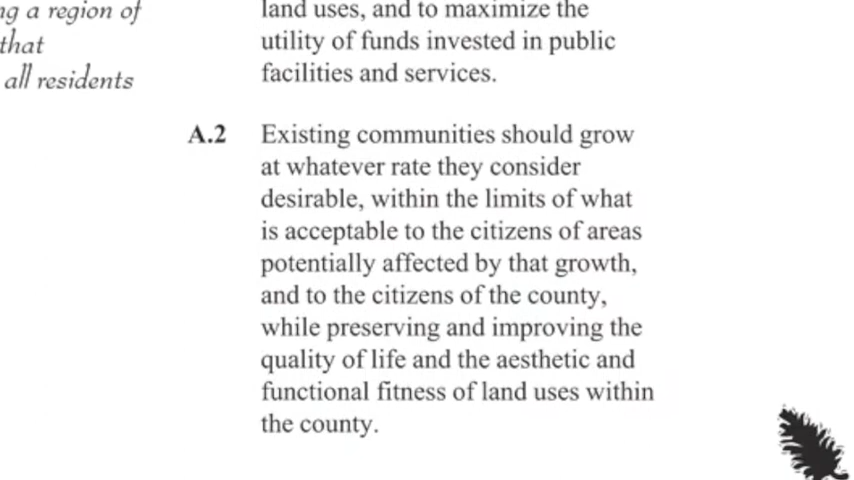 ng a region of
that
all residents
land uses, and to maximize the
utility of funds invested in public
facilities and services.
A.2 Existing communities should grow
at whatever rate they consider
desirable, within the limits of what
is acceptable to the citizens of areas
potentially affected by that growth,
and to the citizens of the county,
while preserving and improving the
quality of life and the aesthetic and
functional fitness of land uses within
the county.